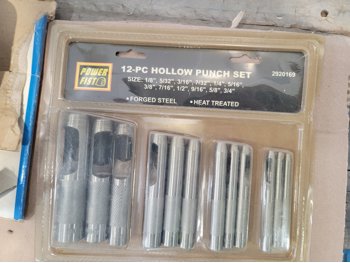 POWER
FIST
12-PC HOLLOW PUNCH SET
2920169
SIZE: 1/8", 5/32", 3/16", 7/32", 1/4", 5/16",
3/8", 7/16", 1/2", 9/16", 5/8", 3/4"
• FORGED STEEL • HEAT TREATED